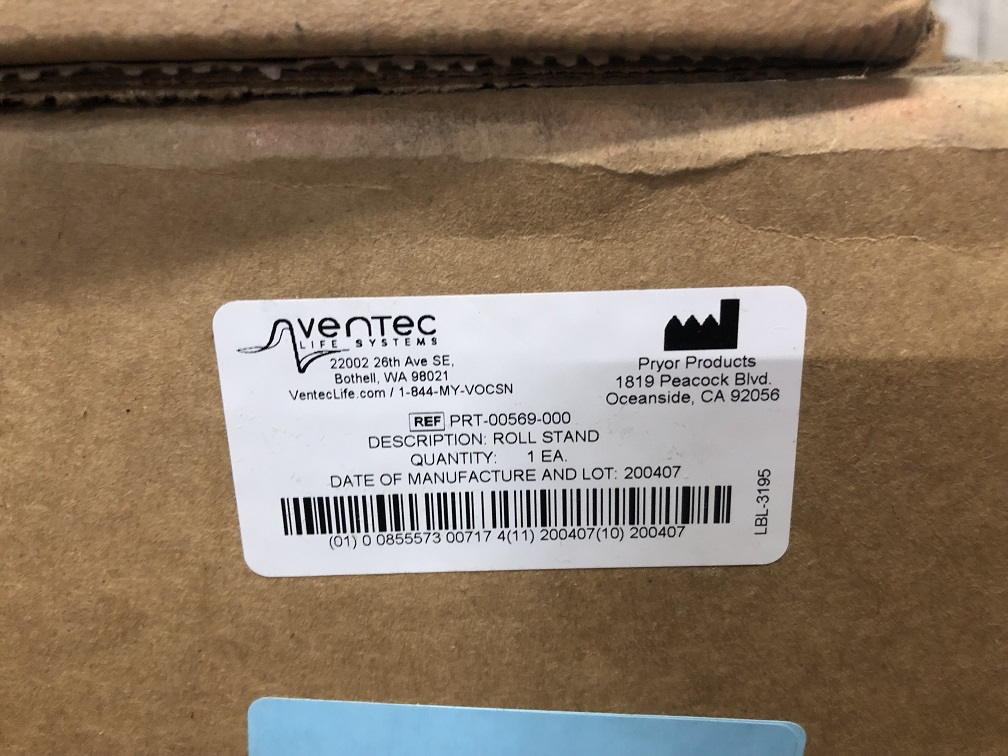 VENTEC
LIFE SYSTEMS
22002 26th Ave SE,
Bothell, WA 98021
VentecLife.com / 1-844-MY-VOCSN
Pryor Products
1819 Peacock Blvd.
Oceanside, CA 92056
REF PRT-00569-000
DESCRIPTION: ROLL STAND
QUANTITY: 1 EA.
DATE OF MANUFACTURE AND LOT: 200407
(01) 0 0855573 00717 4(11) 200407(10) 200407
LBL-3195